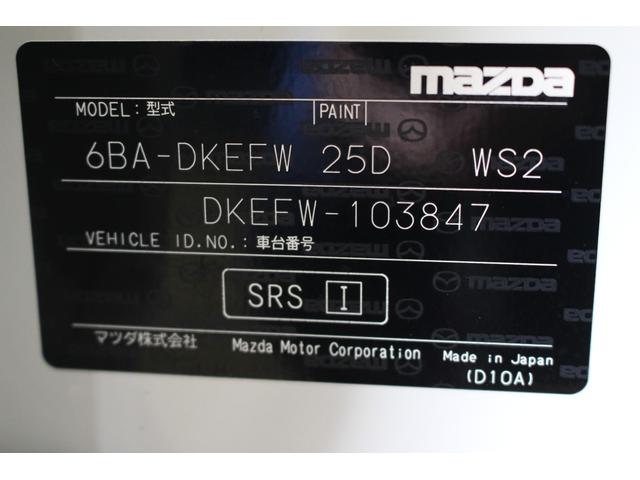 mazda
MODEL: 型式 PAINT
6BA-DKEFW 25D WS2
DKEFW-103847
VEHICLE ID.NO.: 車台番号
SRS I
マツダ株式会社 Mazda Motor Corporation Made in Japan
(D10A)